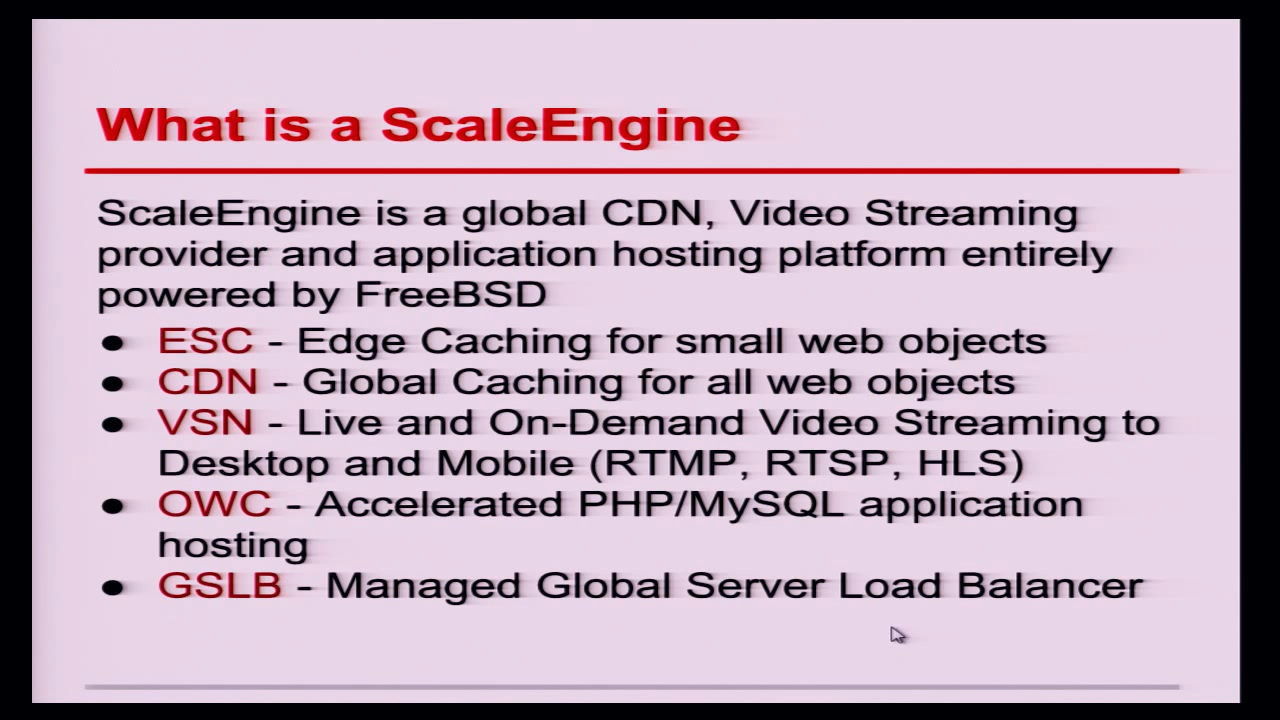 What is a ScaleEngine
ScaleEngine is a global CDN, Video Streaming
provider and application hosting platform entirely
powered by FreeBSD
● ESC - Edge Caching for small web objects
● CDN - Global Caching for all web objects
● VSN - Live and On-Demand Video Streaming to
Desktop and Mobile (RTMP, RTSP, HLS)
● OWC - Accelerated PHP/MySQL application
hosting
● GSLB - Managed Global Server Load Balancer